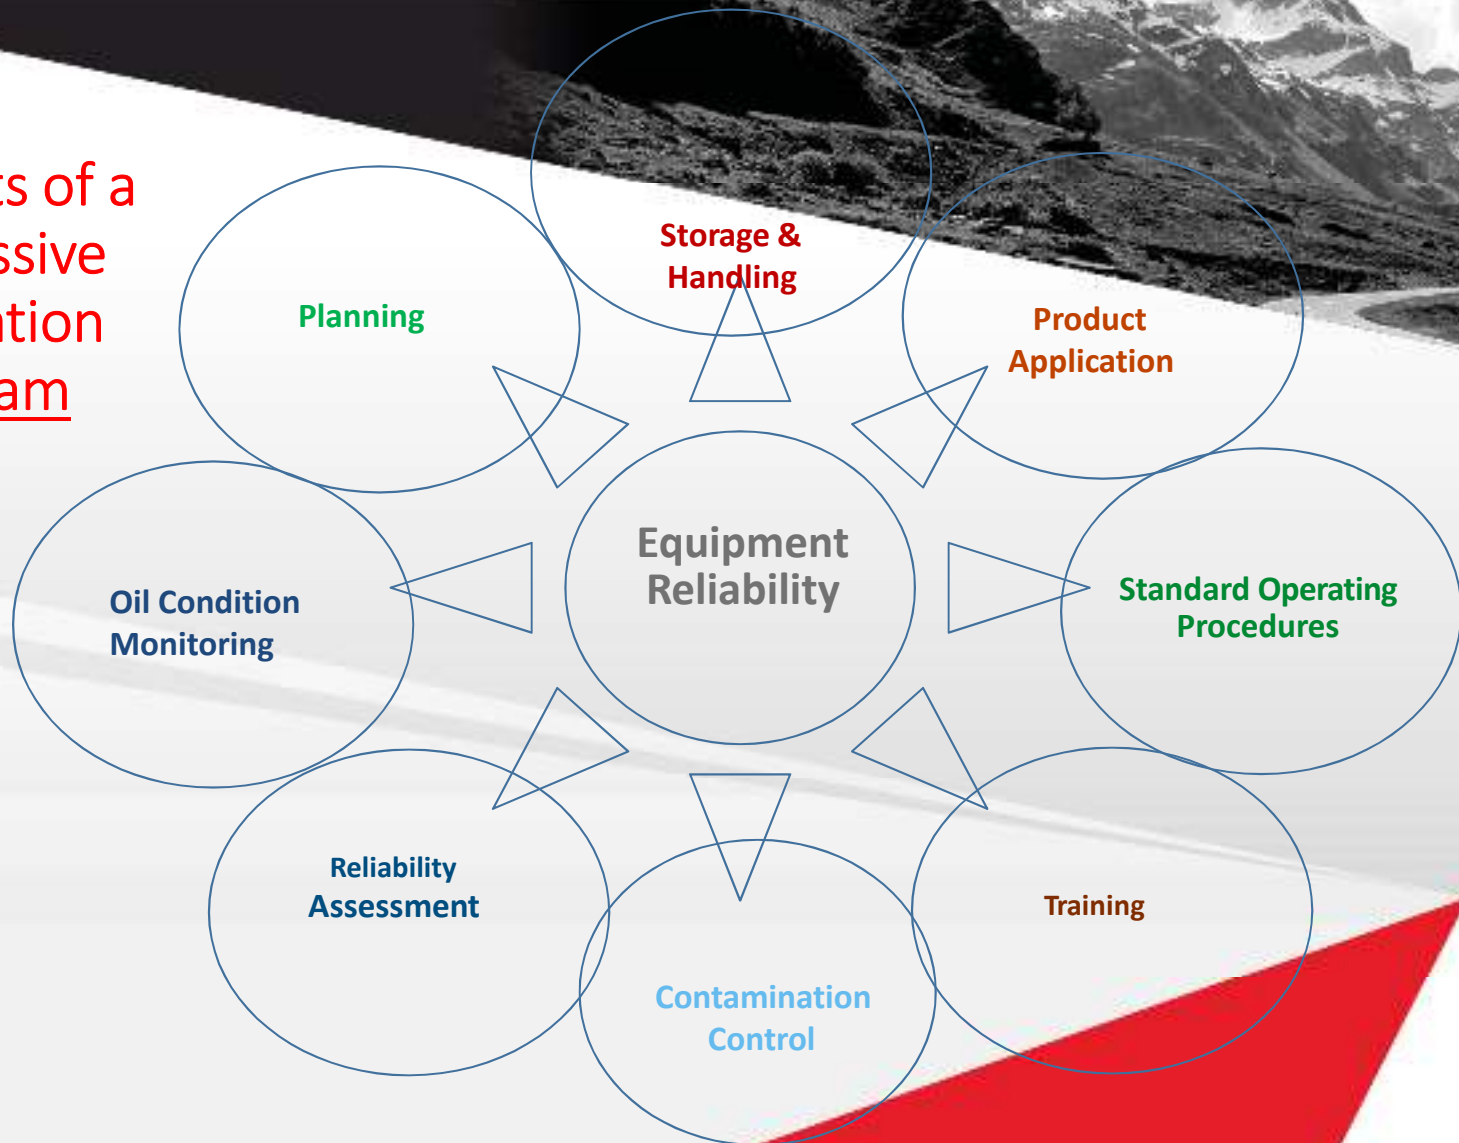 ts of a
ssive
ation
am
Storage &
Handling
Planning
Product
Application
Equipment
Reliability
Oil Condition
Monitoring
Standard Operating
Procedures
Reliability
Assessment
Training
Contamination
Control